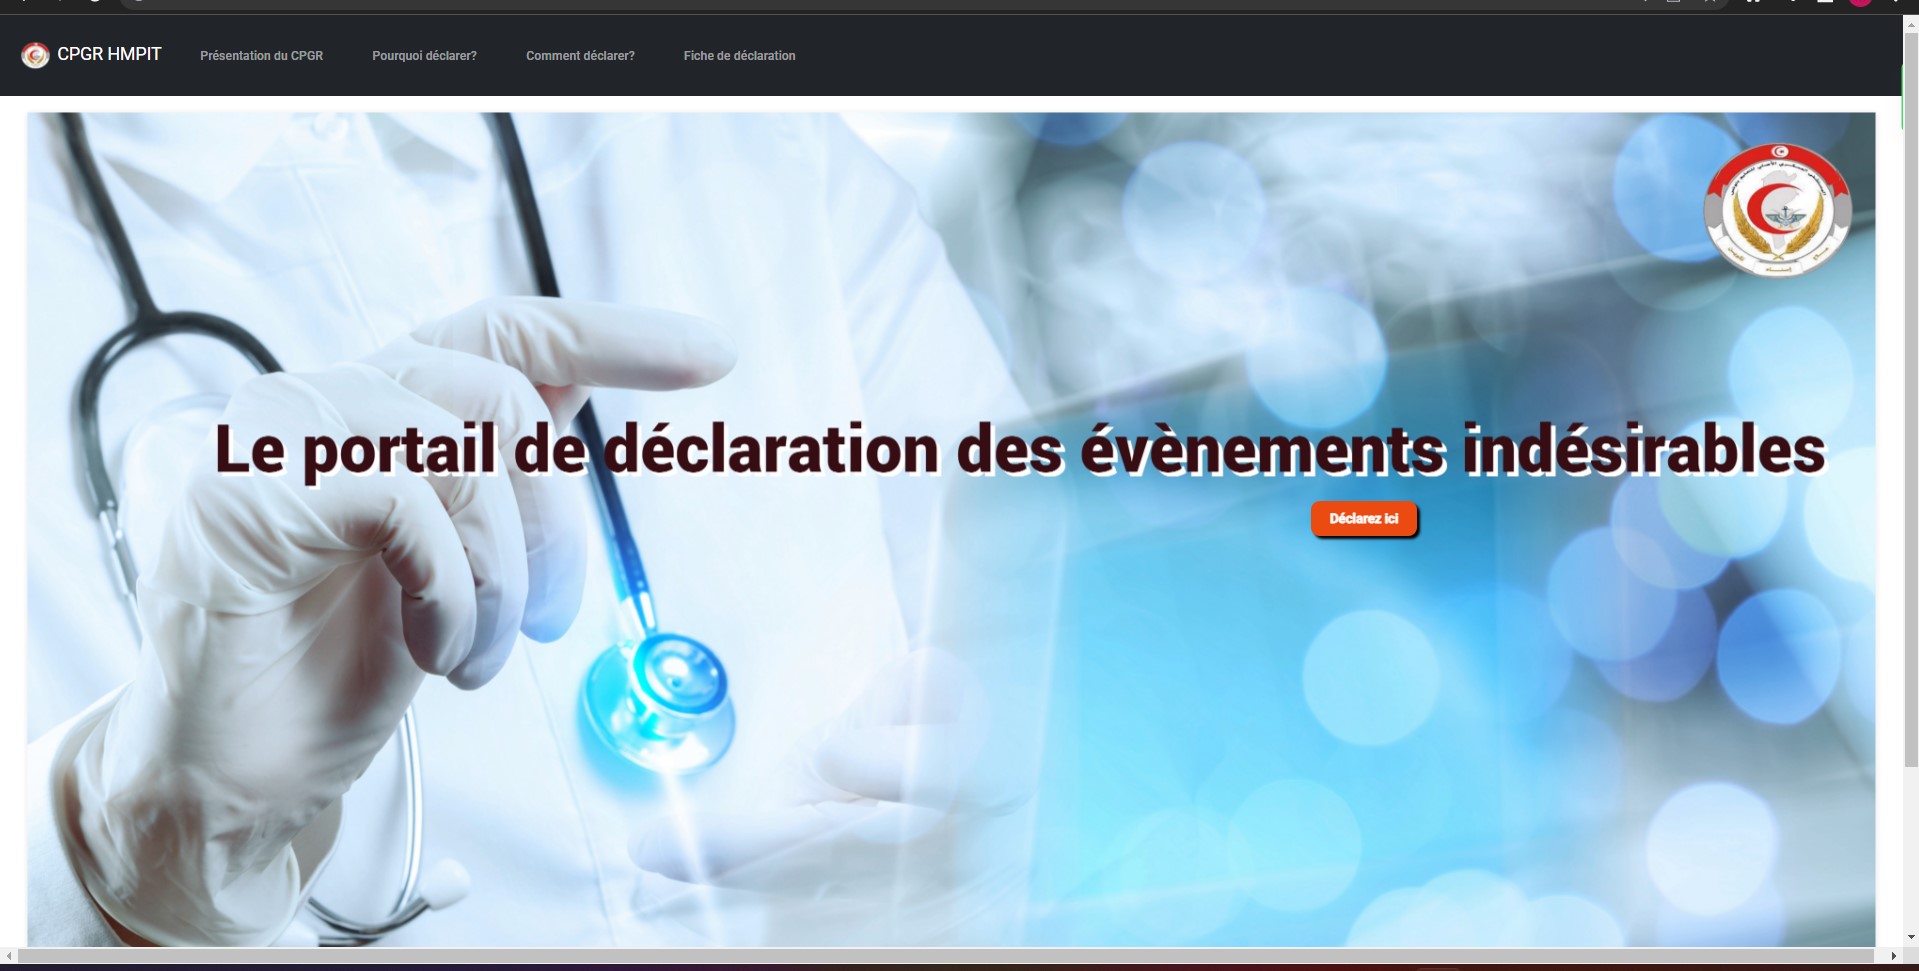 CPGR HMPIT
Présentation du CPGR
Pourquoi déclarer?
Comment déclarer?
Fiche de déclaration
Le portail de déclaration des évènements indésirables
Déclarez ici